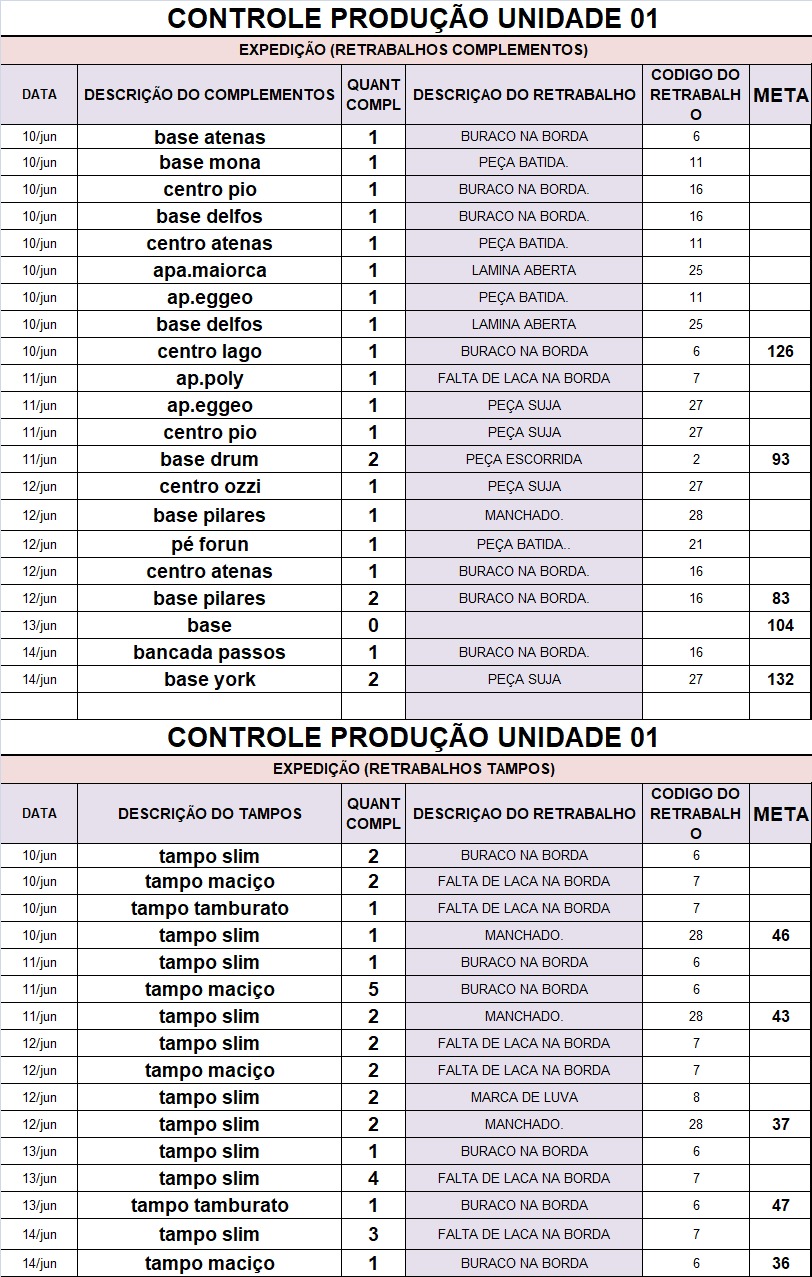 CONTROLE PRODUÇÃO UNIDADE 01
EXPEDIÇÃO (RETRABALHOS COMPLEMENTOS)
DATA DESCRIÇÃO DO COMPLEMENTOS QUANT COMPL DESCRIÇAO DO RETRABALHO CODIGO DO RETRABALHO META
10/jun base atenas 1 BURACO NA BORDA 6
10/jun base mona 1 PEÇA BATIDA. 11
10/jun centro pio 1 BURACO NA BORDA. 16
10/jun base delfos 1 BURACO NA BORDA. 16
10/jun centro atenas 1 PEÇA BATIDA. 11
10/jun apa.maiorca 1 LAMINA ABERTA 25
10/jun ap.eggeo 1 PEÇA BATIDA. 11
10/jun base delfos 1 LAMINA ABERTA 25
10/jun centro lago 1 BURACO NA BORDA 6 126
11/jun ap.poly 1 FALTA DE LACA NA BORDA 7
11/jun ap.eggeo 1 PEÇA SUJA 27
11/jun centro pio 1 PEÇA SUJA 27
11/jun base drum 2 PEÇA ESCORRIDA 2 93
12/jun centro ozzi 1 PEÇA SUJA 27
12/jun base pilares 1 MANCHADO. 28
12/jun pé forun 1 PEÇA BATIDA.. 21
12/jun centro atenas 1 BURACO NA BORDA. 16
12/jun base pilares 2 BURACO NA BORDA. 16 83
13/jun base 0 104
14/jun bancada passos 1 BURACO NA BORDA. 16
14/jun base york 2 PEÇA SUJA 27 132
CONTROLE PRODUÇÃO UNIDADE 01
EXPEDIÇÃO (RETRABALHOS TAMPOS)
DATA DESCRIÇÃO DO TAMPOS QUANT COMPL DESCRIÇAO DO RETRABALHO CODIGO DO RETRABALHO META
10/jun tampo slim 2 BURACO NA BORDA 6
10/jun tampo maciço 2 FALTA DE LACA NA BORDA 7
10/jun tampo tamburato 1 FALTA DE LACA NA BORDA 7
10/jun tampo slim 1 MANCHADO. 28 46
11/jun tampo slim 1 BURACO NA BORDA 6
11/jun tampo maciço 5 BURACO NA BORDA 6
11/jun tampo slim 2 MANCHADO. 28 43
12/jun tampo slim 2 FALTA DE LACA NA BORDA 7
12/jun tampo maciço 2 FALTA DE LACA NA BORDA 7
12/jun tampo slim 2 MARCA DE LUVA 8
12/jun tampo slim 2 MANCHADO. 28 37
13/jun tampo slim 1 BURACO NA BORDA 6
13/jun tampo slim 4 FALTA DE LACA NA BORDA 7
13/jun tampo tamburato 1 BURACO NA BORDA 6 47
14/jun tampo slim 3 FALTA DE LACA NA BORDA 7
14/jun tampo maciço 1 BURACO NA BORDA 6 36